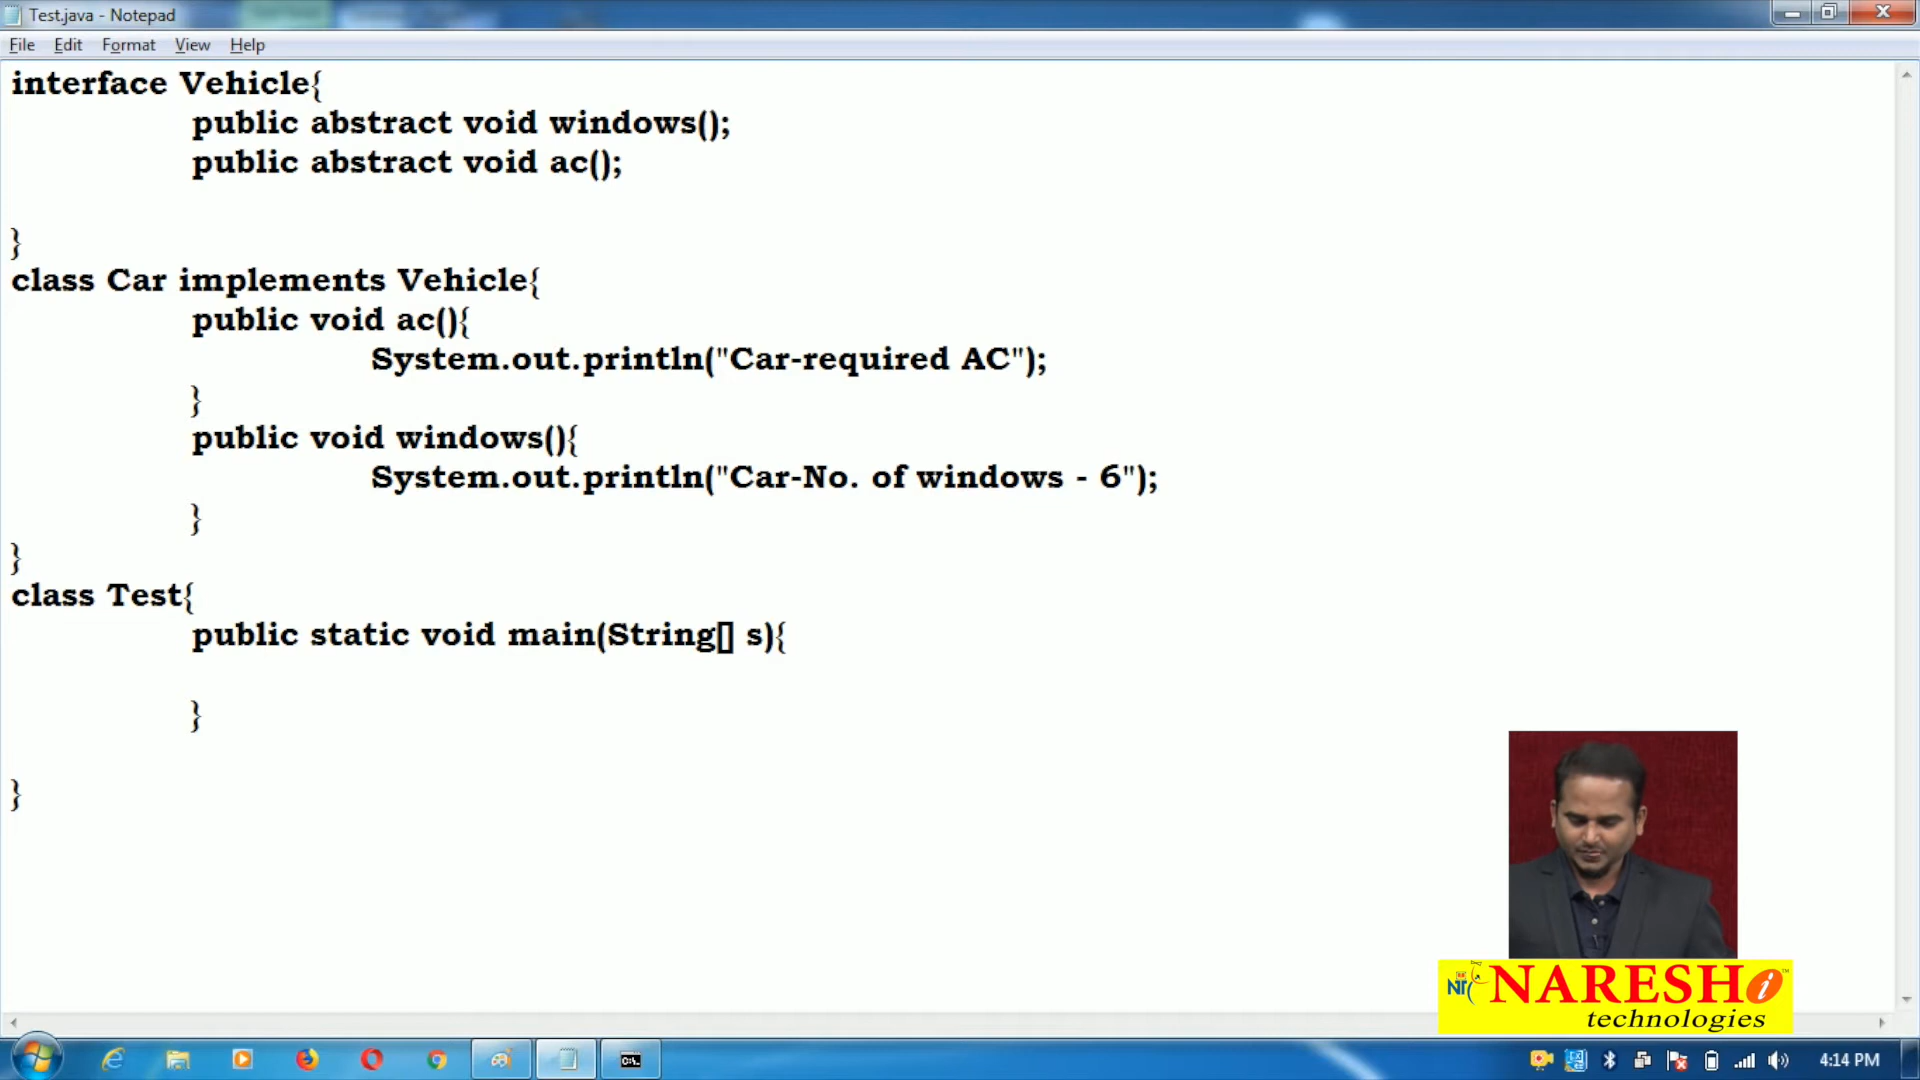 Test.java - Notepad
File Edit Format View Help
interface Vehicle{
public abstract void windows();
public abstract void ac();
}
class Car implements Vehicle{
public void ac(){
System.out.println("Car-required AC");
}
public void windows(){
System.out.println("Car-No. of windows - 6");
}
}
class Test{
public static void main(String[] s){
}
}
NARESH i
technologies
4:14 PM